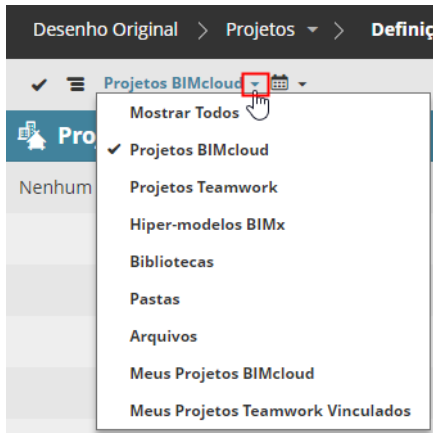 Desenho Original > Projetos > Definiç
Projetos BIMcloud
Mostrar Todos
Pro
✔ Projetos BIMcloud
Nenhum
Projetos Teamwork
Hiper-modelos BIMx
Bibliotecas
Pastas
Arquivos
Meus Projetos BIMcloud
Meus Projetos Teamwork Vinculados